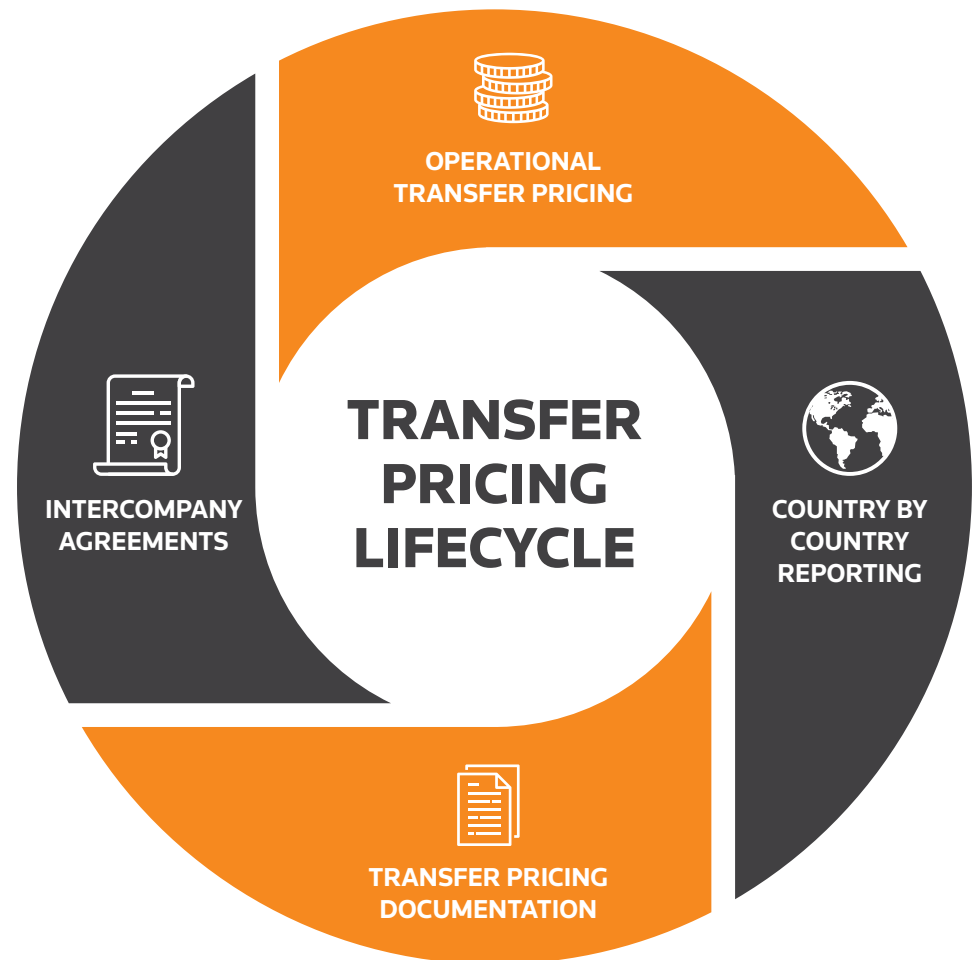 OPERATIONAL
TRANSFER PRICING
TRANSFER
PRICING
LIFECYCLE
INTERCOMPANY
AGREEMENTS
COUNTRY BY
COUNTRY
REPORTING
TRANSFER PRICING
DOCUMENTATION